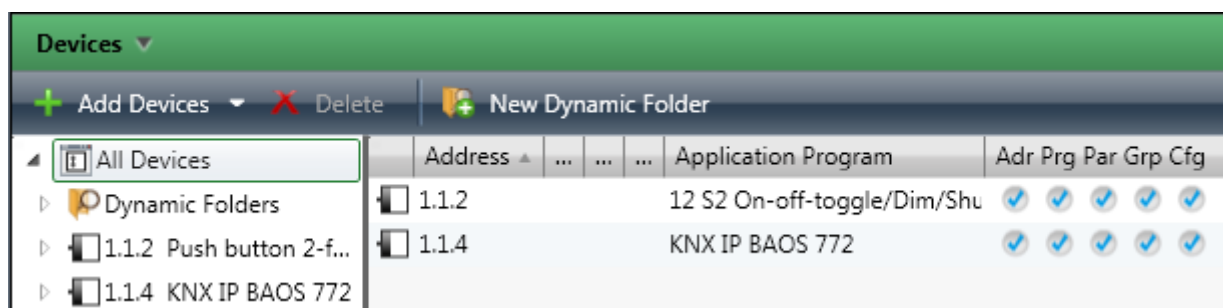 Devices
Add Devices Delete New Dynamic Folder
All Devices Address ... ... ... Application Program Adr Prg Par Grp Cfg
Dynamic Folders 1.1.2 12 S2 On-off-toggle/Dim/Shu
1.1.2 Push button 2-f... 1.1.4 KNX IP BAOS 772
1.1.4 KNX IP BAOS 772